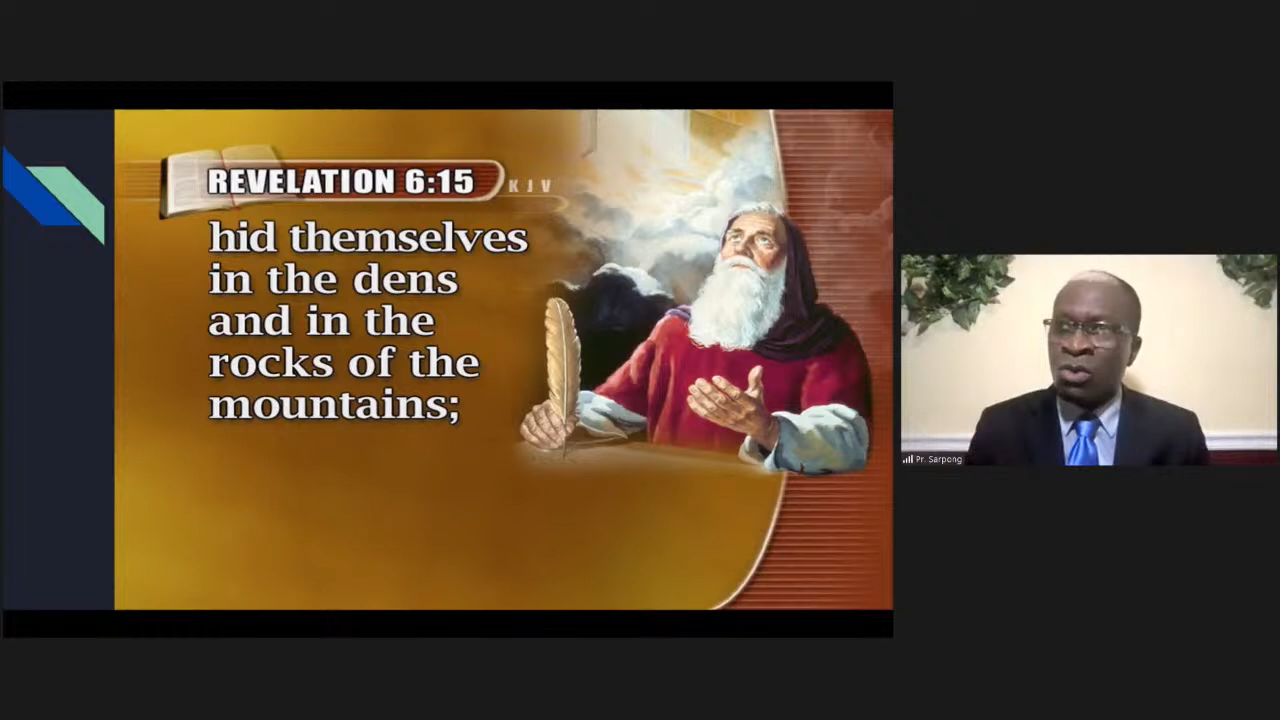 REVELATION 6:15
KJV
hid themselves
in the dens
and in the
rocks of the
mountains;
Pr. Sarpong